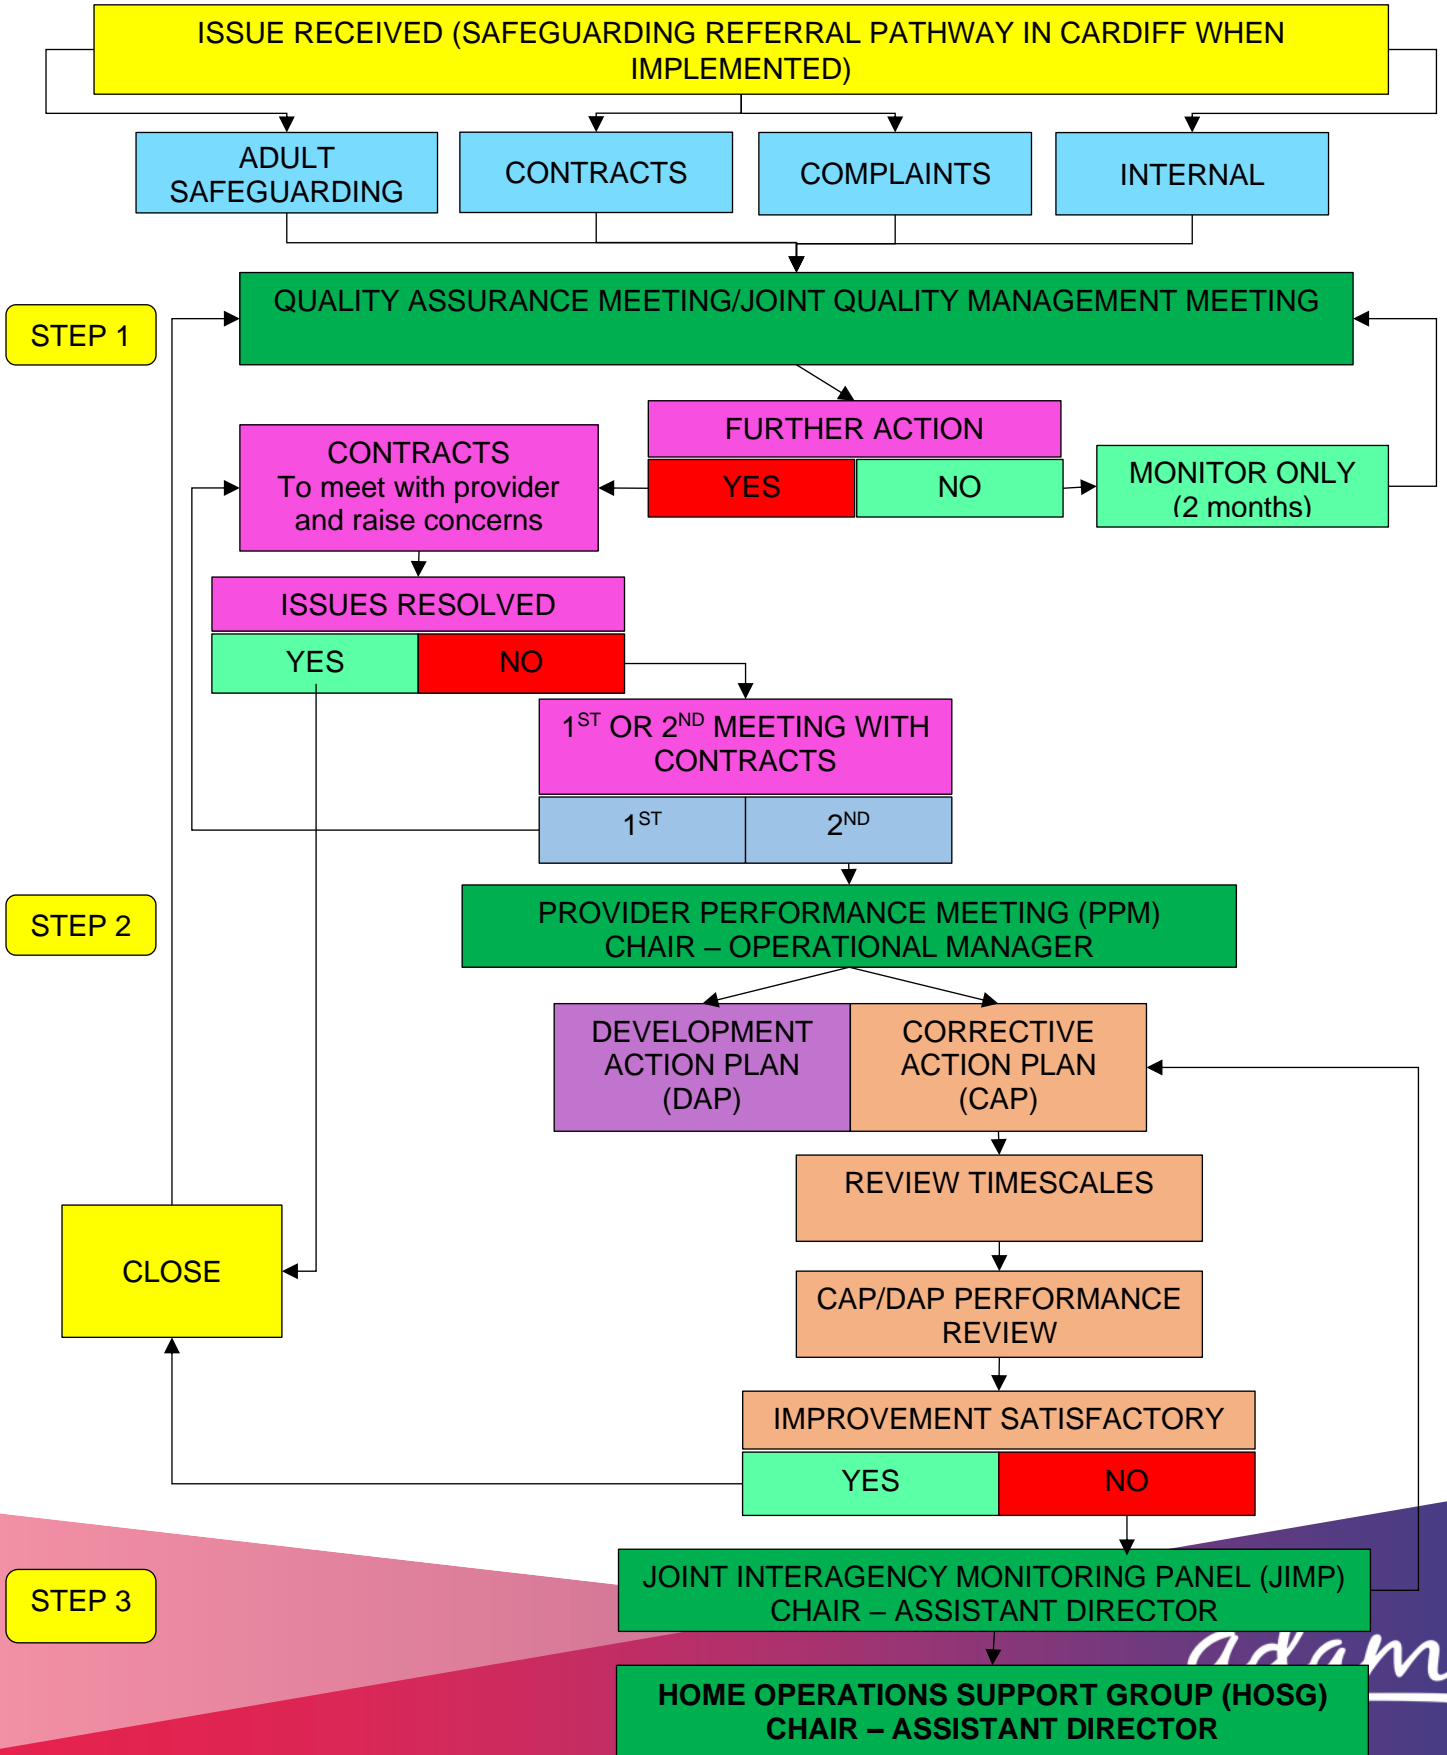 ISSUE RECEIVED (SAFEGUARDING REFERRAL PATHWAY IN CARDIFF WHEN
IMPLEMENTED)
ADULT
SAFEGUARDING
CONTRACTS
COMPLAINTS
INTERNAL
STEP 1
QUALITY ASSURANCE MEETING/JOINT QUALITY MANAGEMENT MEETING
FURTHER ACTION
YES
NO
MONITOR ONLY
(2 months)
CONTRACTS
To meet with provider
and raise concerns
ISSUES RESOLVED
YES
NO
1ST OR 2ND MEETING WITH
CONTRACTS
1ST
2ND
STEP 2
PROVIDER PERFORMANCE MEETING (PPM)
CHAIR – OPERATIONAL MANAGER
DEVELOPMENT
ACTION PLAN
(DAP)
CORRECTIVE
ACTION PLAN
(CAP)
REVIEW TIMESCALES
CAP/DAP PERFORMANCE
REVIEW
CLOSE
IMPROVEMENT SATISFACTORY
YES
NO
STEP 3
JOINT INTERAGENCY MONITORING PANEL (JIMP)
CHAIR – ASSISTANT DIRECTOR
adam
HOME OPERATIONS SUPPORT GROUP (HOSG)
CHAIR – ASSISTANT DIRECTOR